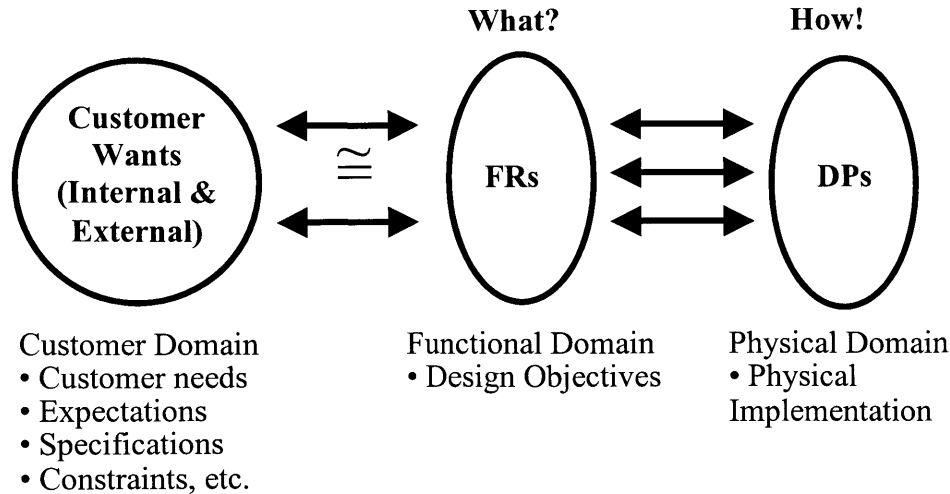 What?
How!
Customer
Wants
(Internal &
External)
≅
FRs
DPs
Customer Domain
• Customer needs
• Expectations
• Specifications
• Constraints, etc.
Functional Domain
• Design Objectives
Physical Domain
• Physical
Implementation